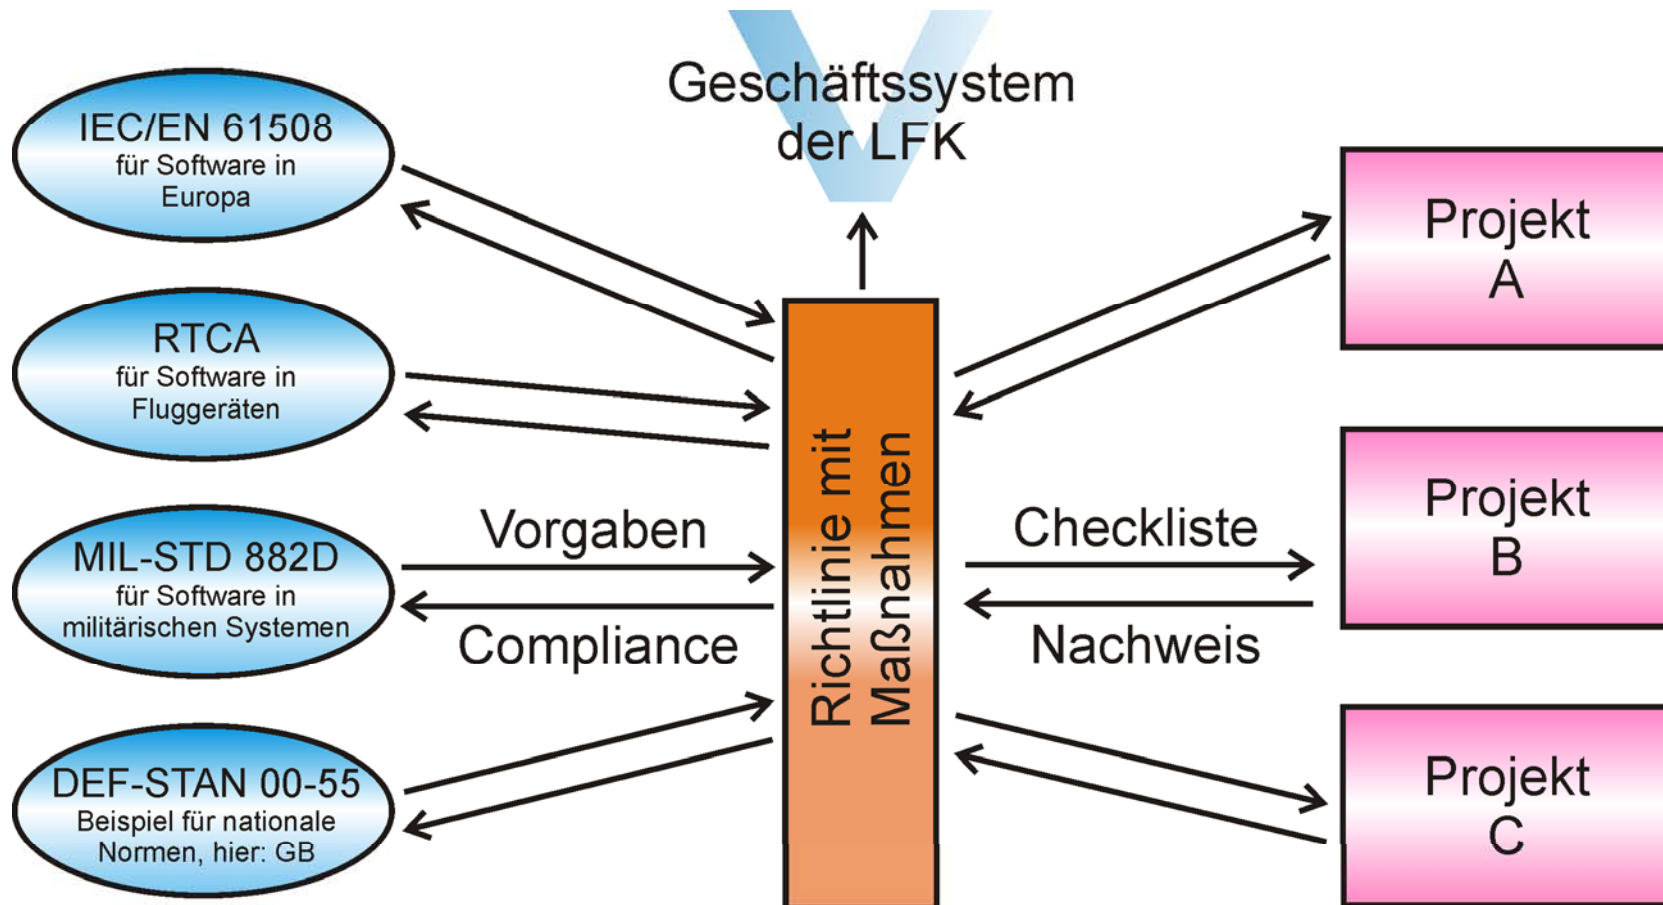 Geschäftssystem
der LFK
IEC/EN 61508
für Software in
Europa
RTCA
für Software in
Fluggeräten
MIL-STD 882D
für Software in
militärischen Systemen
DEF-STAN 00-55
Beispiel für nationale
Normen, hier: GB
Vorgaben
Compliance
Richtlinie mit
Maßnahmen
Checkliste
Nachweis
Projekt
A
Projekt
B
Projekt
C